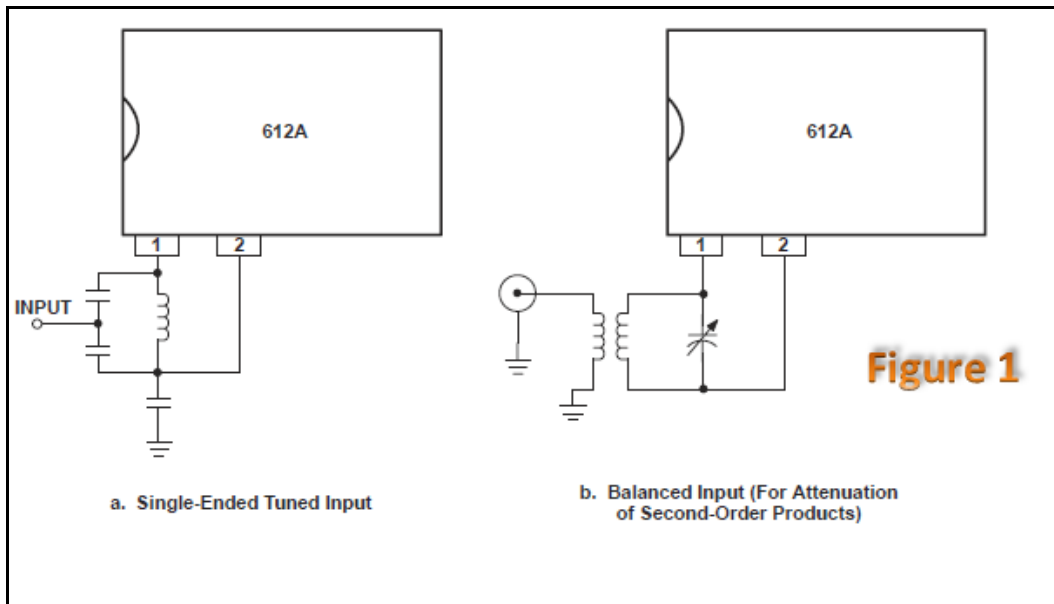 612A
1 2
INPUT
a. Single-Ended Tuned Input
612A
1 2
b. Balanced Input (For Attenuation
of Second-Order Products)
Figure 1